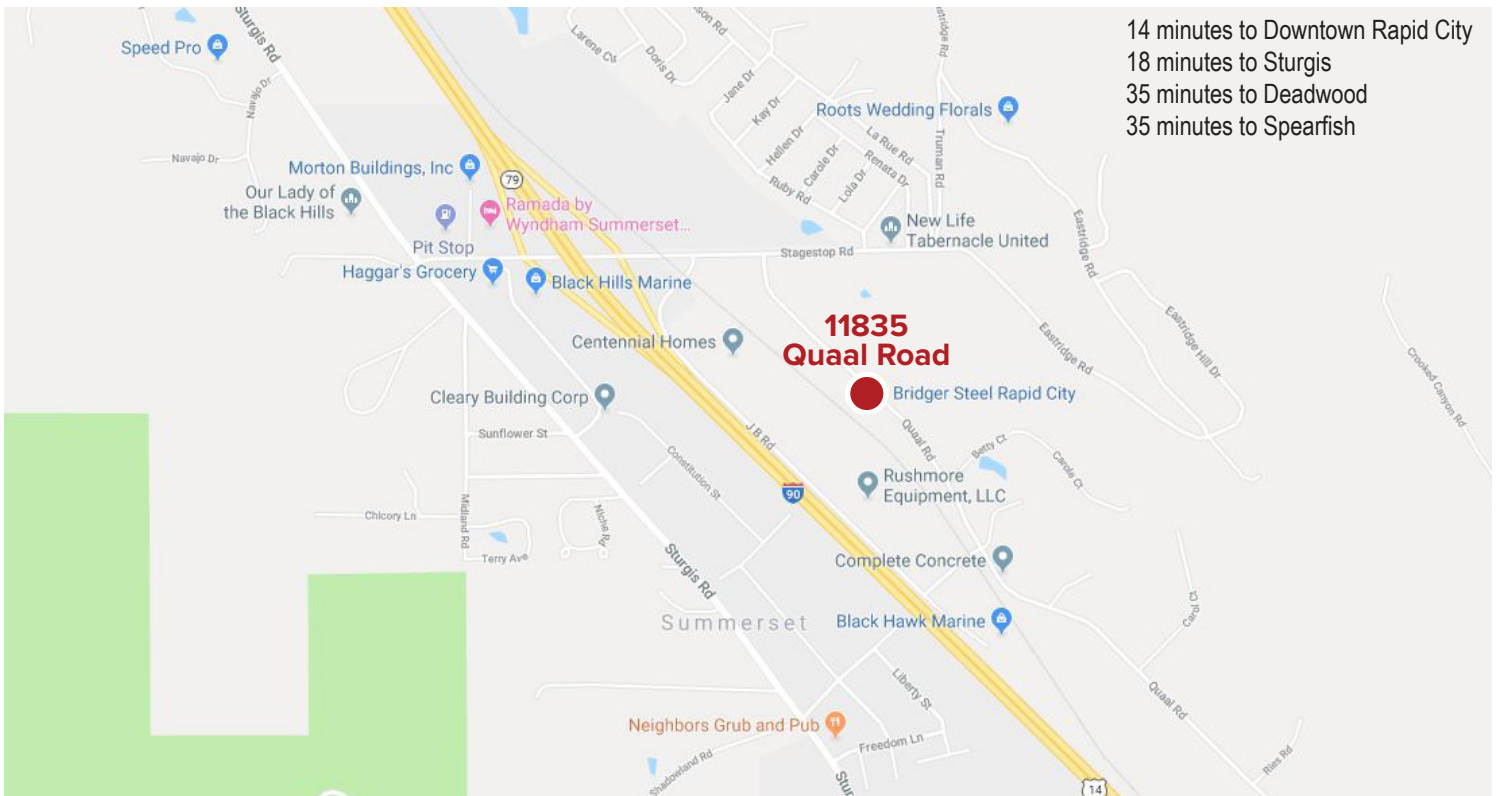 14 minutes to Downtown Rapid City
18 minutes to Sturgis
35 minutes to Deadwood
35 minutes to Spearfish
Speed Pro
Sturgis Rd
Navajo Dr
Navajo Dr
Larene Ct
Doris Dr
son Rd
Jane Dr
Kay Dr
Hellen Dr
Carole Dr
Lola Dr
Ruby Rd
La Rue Rd
Renata Dr
Truman Rd
stridge Rd
Roots Wedding Florals
Morton Buildings, Inc
79
Our Lady of
the Black Hills
Ramada by
Wyndham Summerset...
Pit Stop
Haggar's Grocery
Black Hills Marine
New Life
Tabernacle United
Stagestop Rd
Eastridge Rd
Eastridge Rd
Eastridge Hill Dr
Crooked Canyon Rd
Centennial Homes
11835
Quaal Road
Bridger Steel Rapid City
Cleary Building Corp
Sunflower St
J B Rd
Quaal Rd
Betty Ct
Carole Ct
Constitution St
90
Rushmore
Equipment, LLC
Chicory Ln
Midland Rd
Niche Rd
Terry Ave
Sturgis Rd
Complete Concrete
Carol Ct
Summerset
Black Hawk Marine
Liberty St
Quaal Rd
Neighbors Grub and Pub
Freedom Ln
Shadowland Rd
Stur
Ries Rd
14